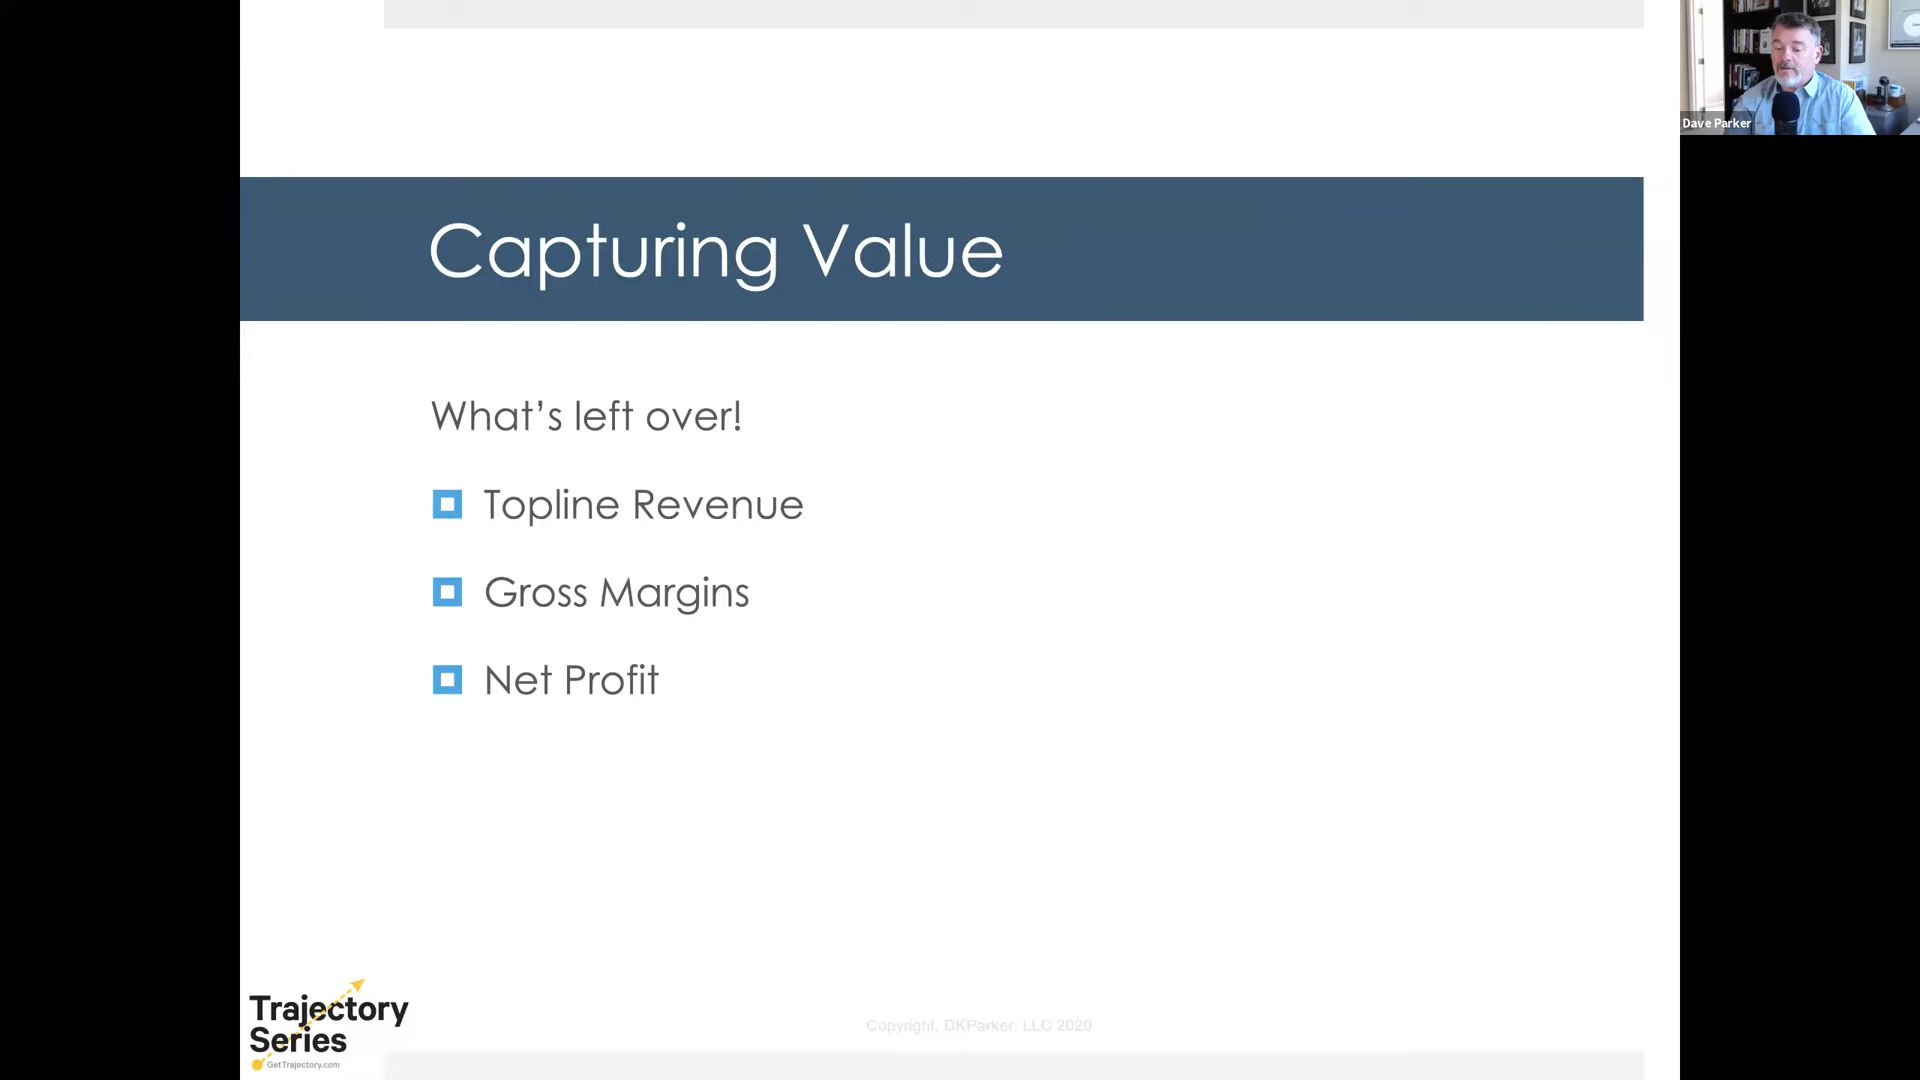 Dave Parker
Capturing Value
What's left over!
Topline Revenue
Gross Margins
Net Profit
Trajectory
Series
GetTrajectory.com
Copyright, DKParker, LLC 2020